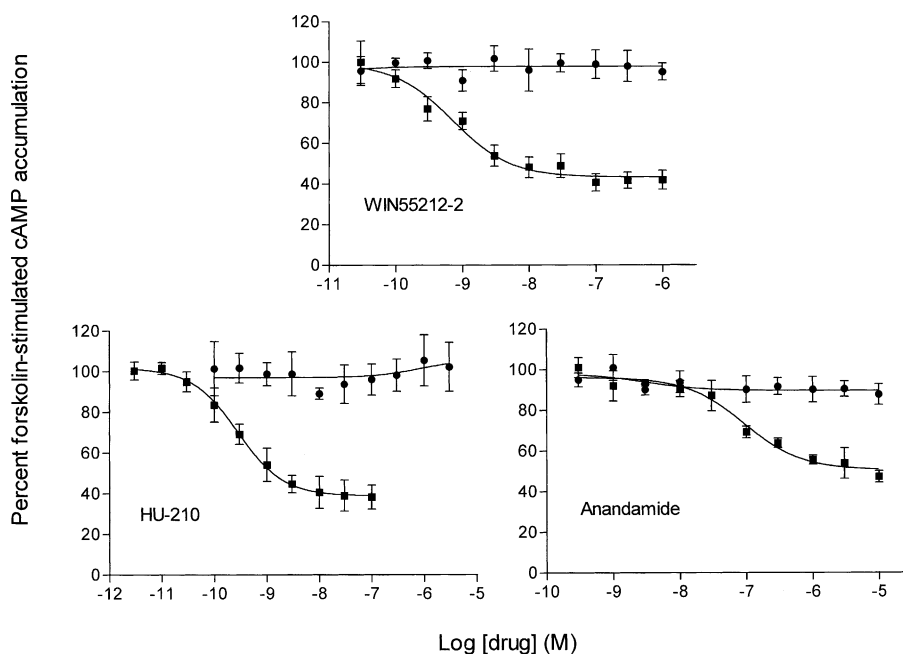 Percent forskolin-stimulated cAMP accumulation
120
100
80
60
40
20
0
WIN55212-2
-11 -10 -9 -8 -7 -6
120
100
80
60
40
20
0
HU-210
-12 -11 -10 -9 -8 -7 -6 -5
120
100
80
60
40
20
0
Anandamide
-10 -9 -8 -7 -6 -5
Log [drug] (M)